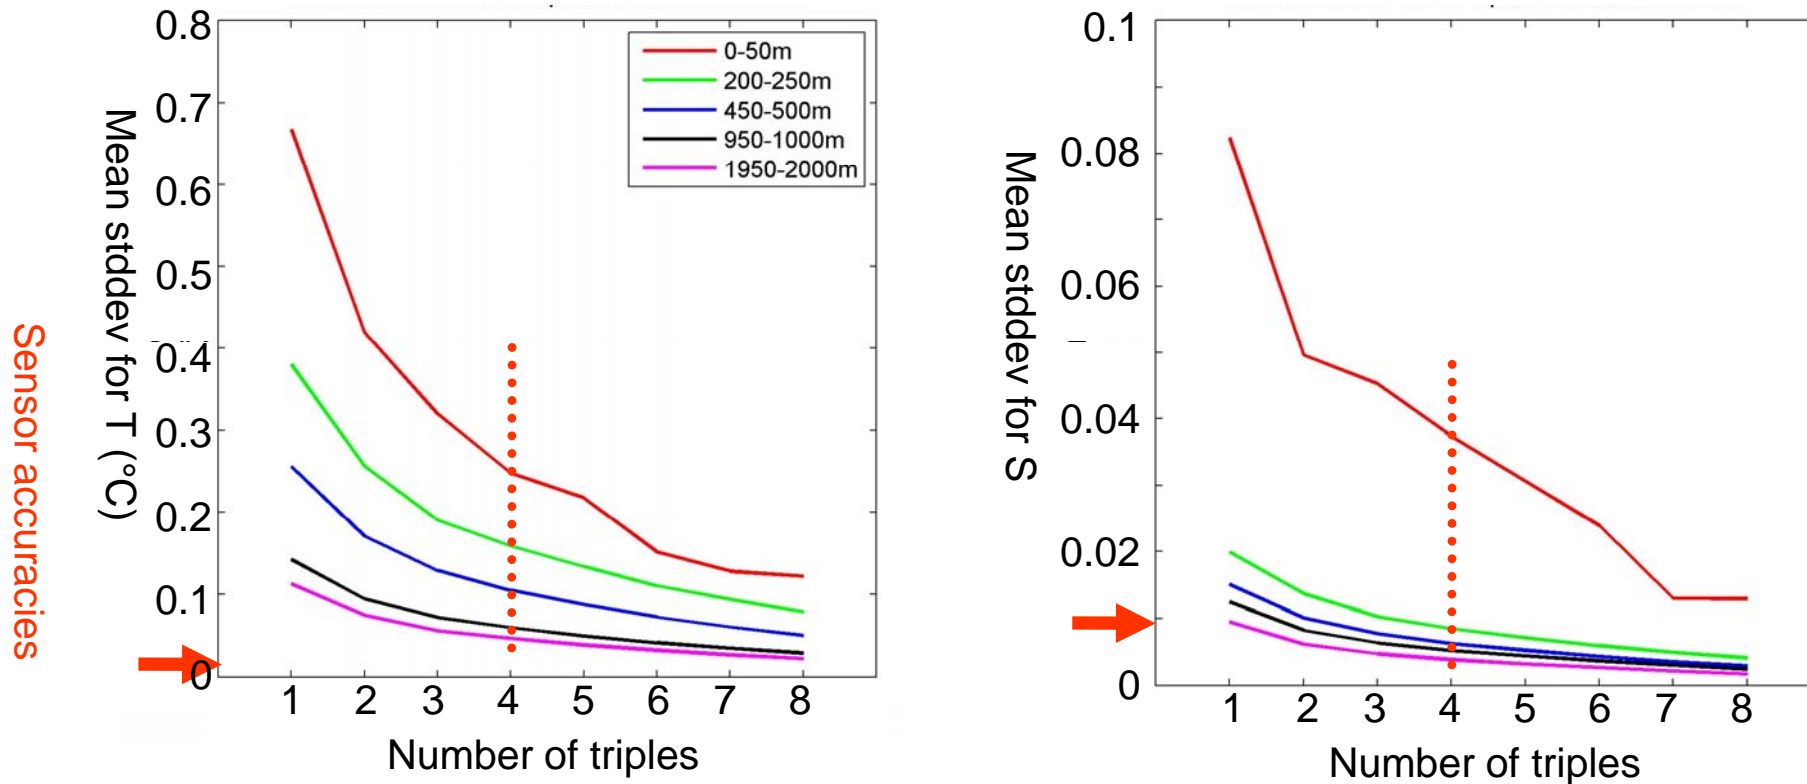 Sensor accuracies
Mean stddev for T (°C)
0.8
0.7
0.6
0.5
0.4
0.3
0.2
0.1
0
1 2 3 4 5 6 7 8
Number of triples
0-50m
200-250m
450-500m
950-1000m
1950-2000m
Mean stddev for S
0.1
0.08
0.06
0.04
0.02
0
1 2 3 4 5 6 7 8
Number of triples